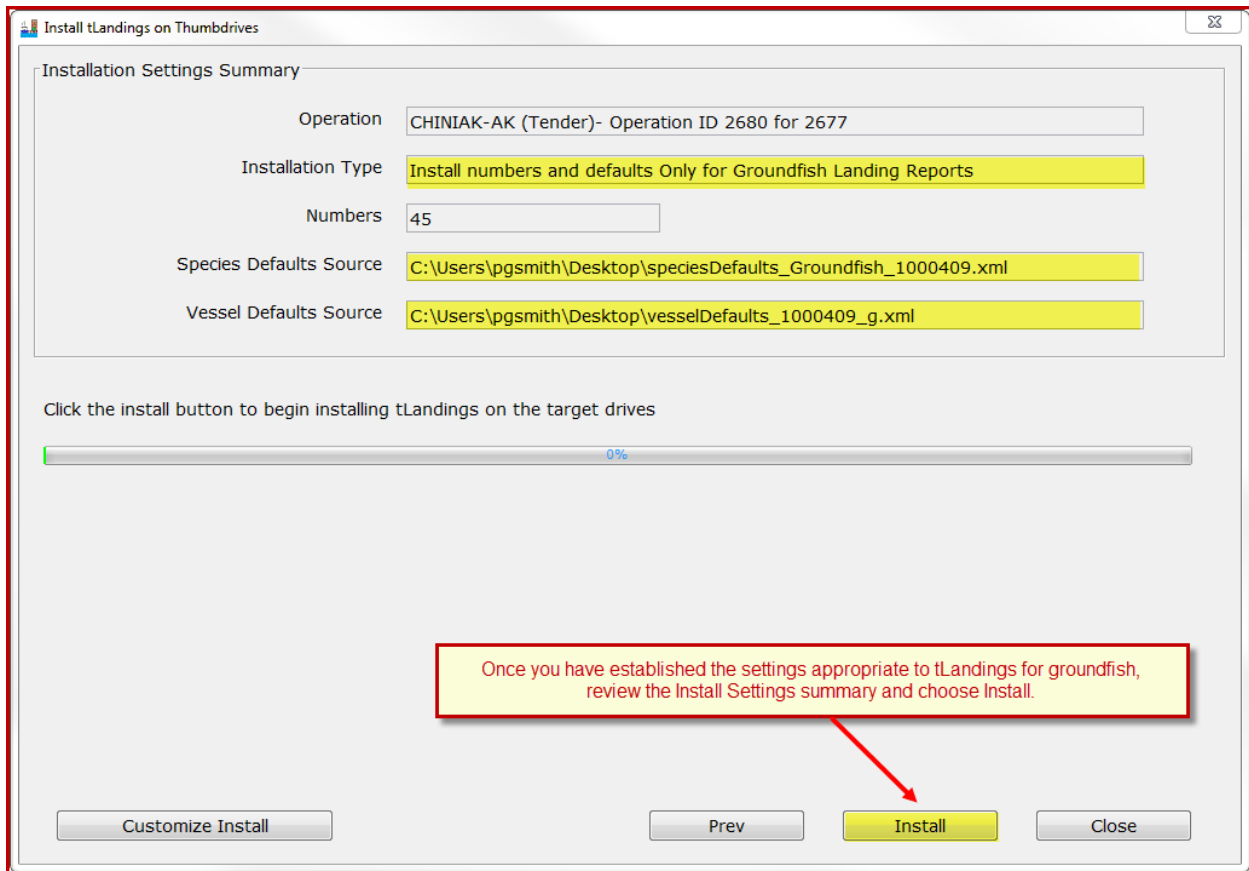 Install tLandings on Thumbdrives
Installation Settings Summary
Operation CHINIAK-AK (Tender)- Operation ID 2680 for 2677
Installation Type Install numbers and defaults Only for Groundfish Landing Reports
Numbers 45
Species Defaults Source C:\Users\pgsmith\Desktop\speciesDefaults_Groundfish_1000409.xml
Vessel Defaults Source C:\Users\pgsmith\Desktop\vesselDefaults_1000409_g.xml
Click the install button to begin installing tLandings on the target drives
0%
Once you have established the settings appropriate to tLandings for groundfish,
review the Install Settings summary and choose Install.
Customize Install Prev Install Close